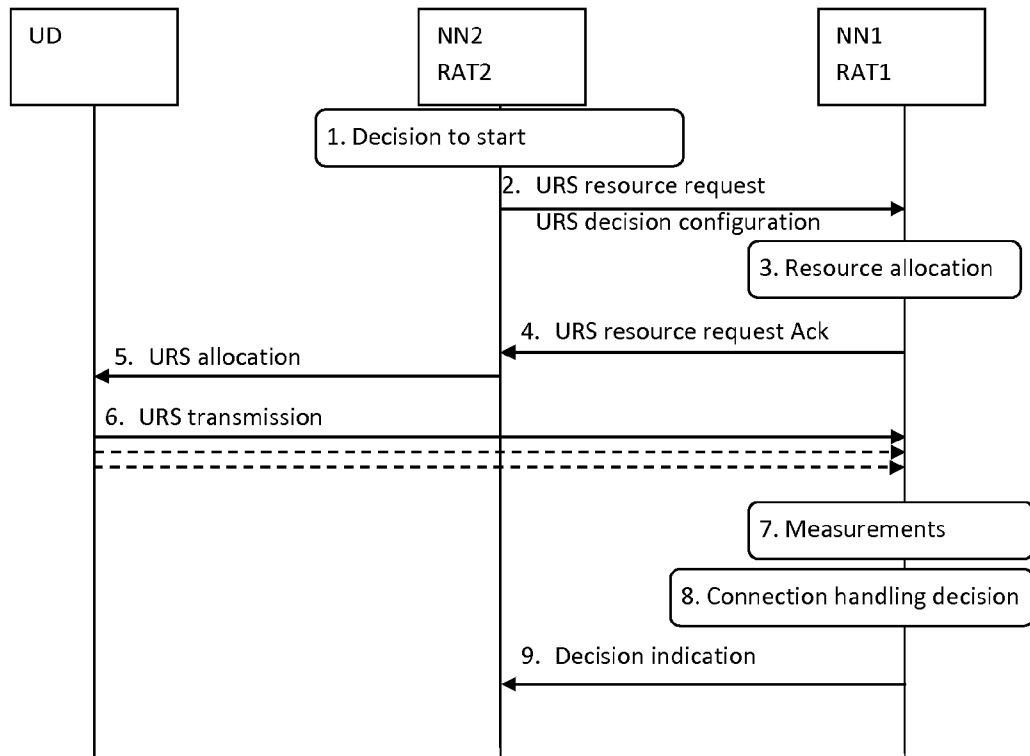 UD
NN2
RAT2
NN1
RAT1
1. Decision to start
2. URS resource request
URS decision configuration
3. Resource allocation
4. URS resource request Ack
5. URS allocation
6. URS transmission
7. Measurements
8. Connection handling decision
9. Decision indication